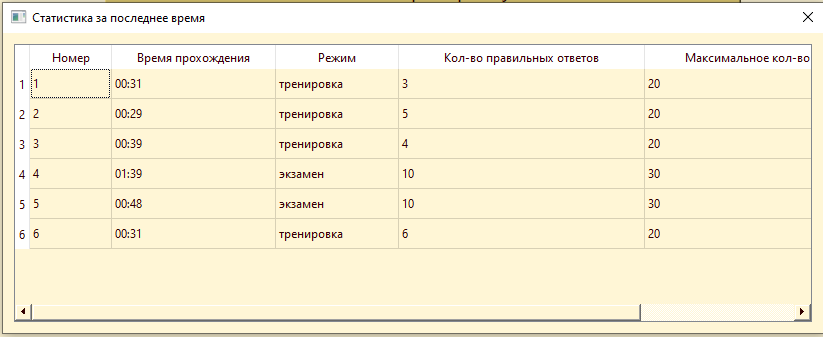 Статистика за последнее время
Номер Время прохождения Режим Кол-во правильных ответов Максимальное кол-во
1 1 00:31 тренировка 3 20
2 2 00:29 тренировка 5 20
3 3 00:39 тренировка 4 20
4 4 01:39 экзамен 10 30
5 5 00:48 экзамен 10 30
6 6 00:31 тренировка 6 20